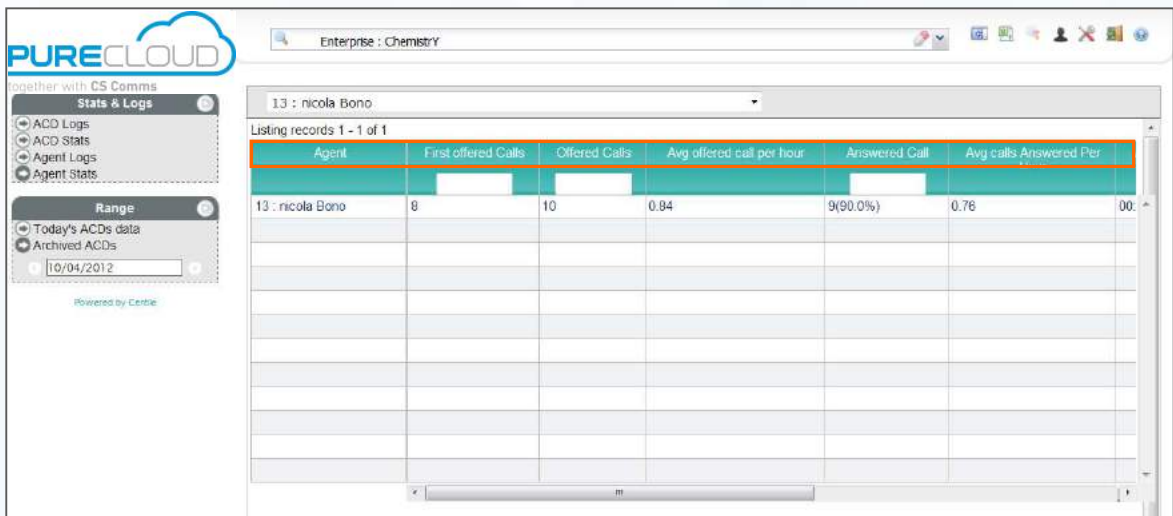 PURECLOUD
together with CS Comms
Enterprise : ChemistrY
Stats & Logs
ACD Logs
ACD Stats
Agent Logs
Agent Stats
Range
Today's ACDs data
Archived ACDs
10/04/2012
Powered by Centile
13 : nicola Bono
Listing records 1 - 1 of 1
Agent First offered Calls Offered Calls Avg offered call per hour Answered Call Avg calls Answered Per
13 : nicola Bono 8 10 0.84 9(90.0%) 0.76 00: